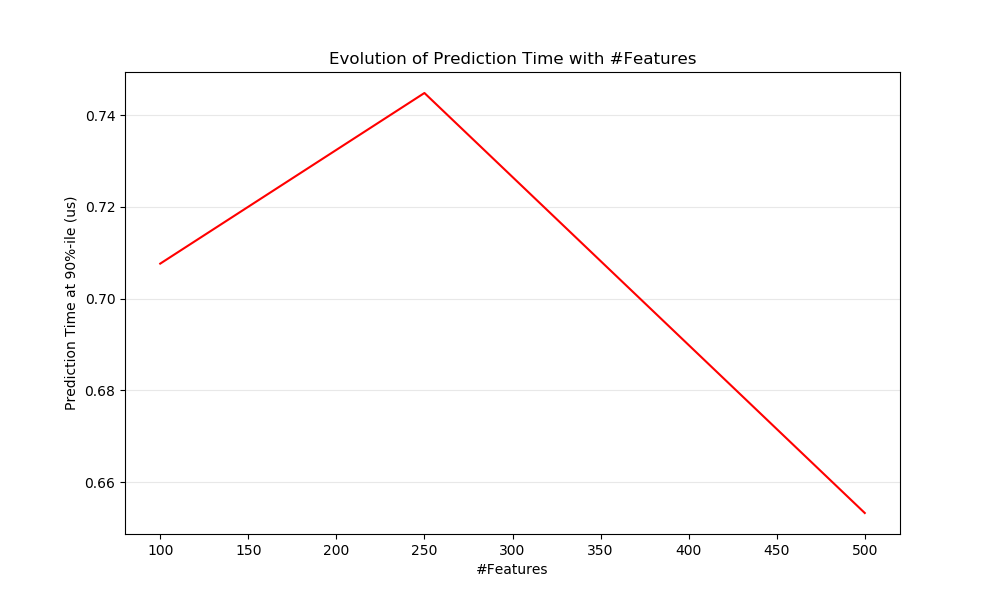 Evolution of Prediction Time with #Features
Prediction Time at 90%-ile (us)
0.74
0.72
0.70
0.68
0.66
100 150 200 250 300 350 400 450 500
#Features